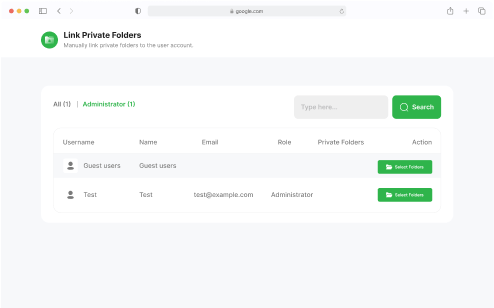 google.com
Link Private Folders
Manually link private folders to the user account.
All (1) | Administrator (1)
Type here...
Search
Username Name Email Role Private Folders Action
Guest users Guest users Select Folders
Test Test test@example.com Administrator Select Folders